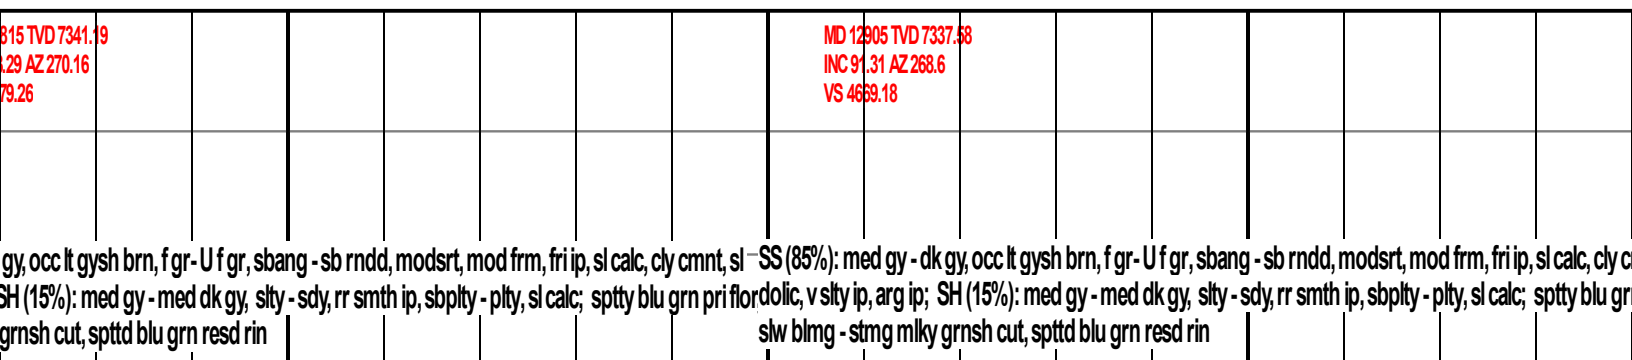 815 TVD 7341.19
.29 AZ 270.16
79.26
MD 12905 TVD 7337.58
INC 91.31 AZ 268.6
VS 4669.18
gy, occ lt gysh brn, f gr- U f gr, sbang - sb rndd, modsrt, mod frm, fri ip, sl calc, cly cmnt, sl
SH (15%): med gy - med dk gy, slty - sdy, rr smth ip, sbplty - plty, sl calc; sptty blu grn pri flor
grnsh cut, spttd blu grn resd rin
SS (85%): med gy - dk gy, occ lt gysh brn, f gr- U f gr, sbang - sb rndd, modsrt, mod frm, fri ip, sl calc, cly
dolic, v slty ip, arg ip; SH (15%): med gy - med dk gy, slty - sdy, rr smth ip, sbplty - plty, sl calc; sptty blu
slw blmg - stmg mlky grnsh cut, spttd blu grn resd rin